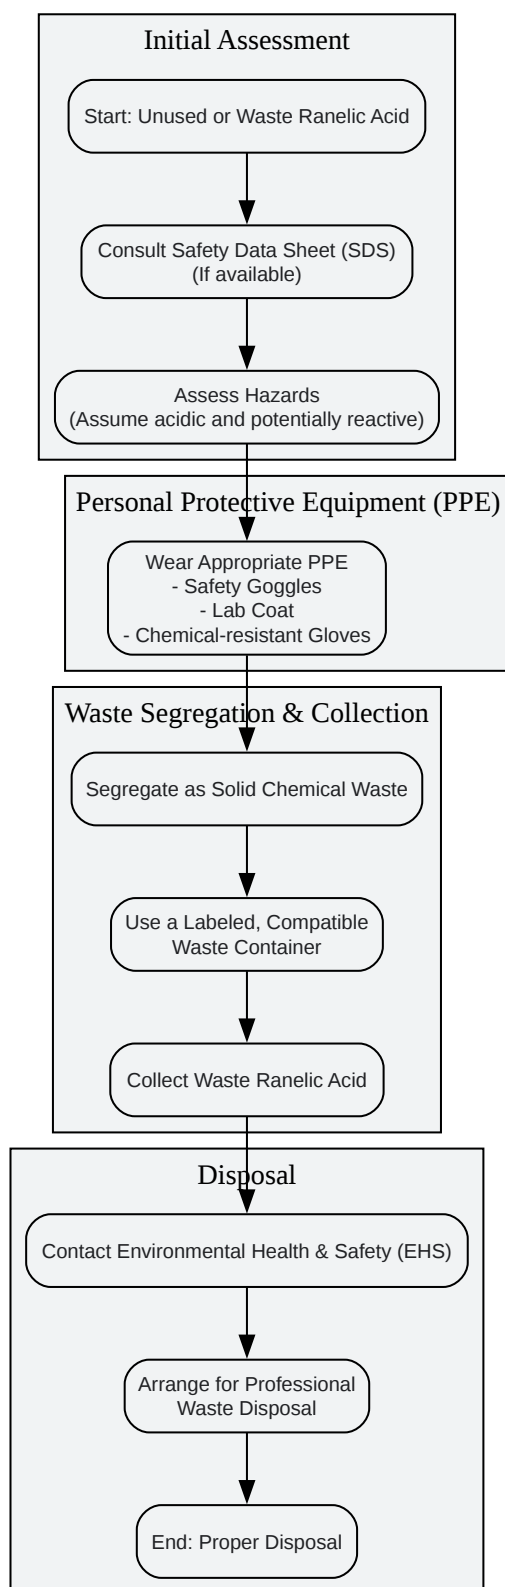 Initial Assessment
Start: Unused or Waste Ranelic Acid
Consult Safety Data Sheet (SDS)
(If available)
Assess Hazards
(Assume acidic and potentially reactive)
Personal Protective Equipment (PPE)
Wear Appropriate PPE
- Safety Goggles
- Lab Coat
- Chemical-resistant Gloves
Waste Segregation & Collection
Segregate as Solid Chemical Waste
Use a Labeled, Compatible
Waste Container
Collect Waste Ranelic Acid
Disposal
Contact Environmental Health & Safety (EHS)
Arrange for Professional
Waste Disposal
End: Proper Disposal